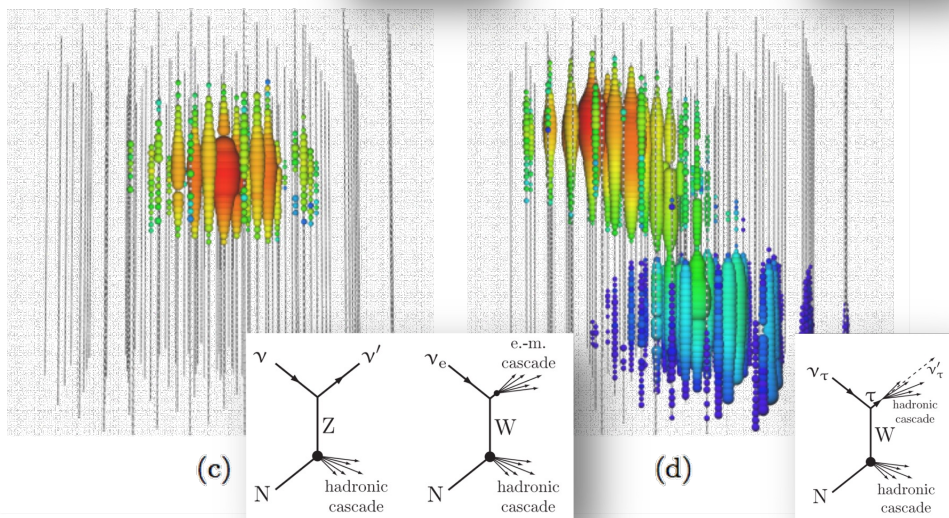 ν
ν′
Z
N
hadronic
cascade
νe
e.-m.
cascade
W
N
hadronic
cascade
ντ
τ
ν′τ
hadronic
cascade
W
N
hadronic
cascade
(c)
(d)